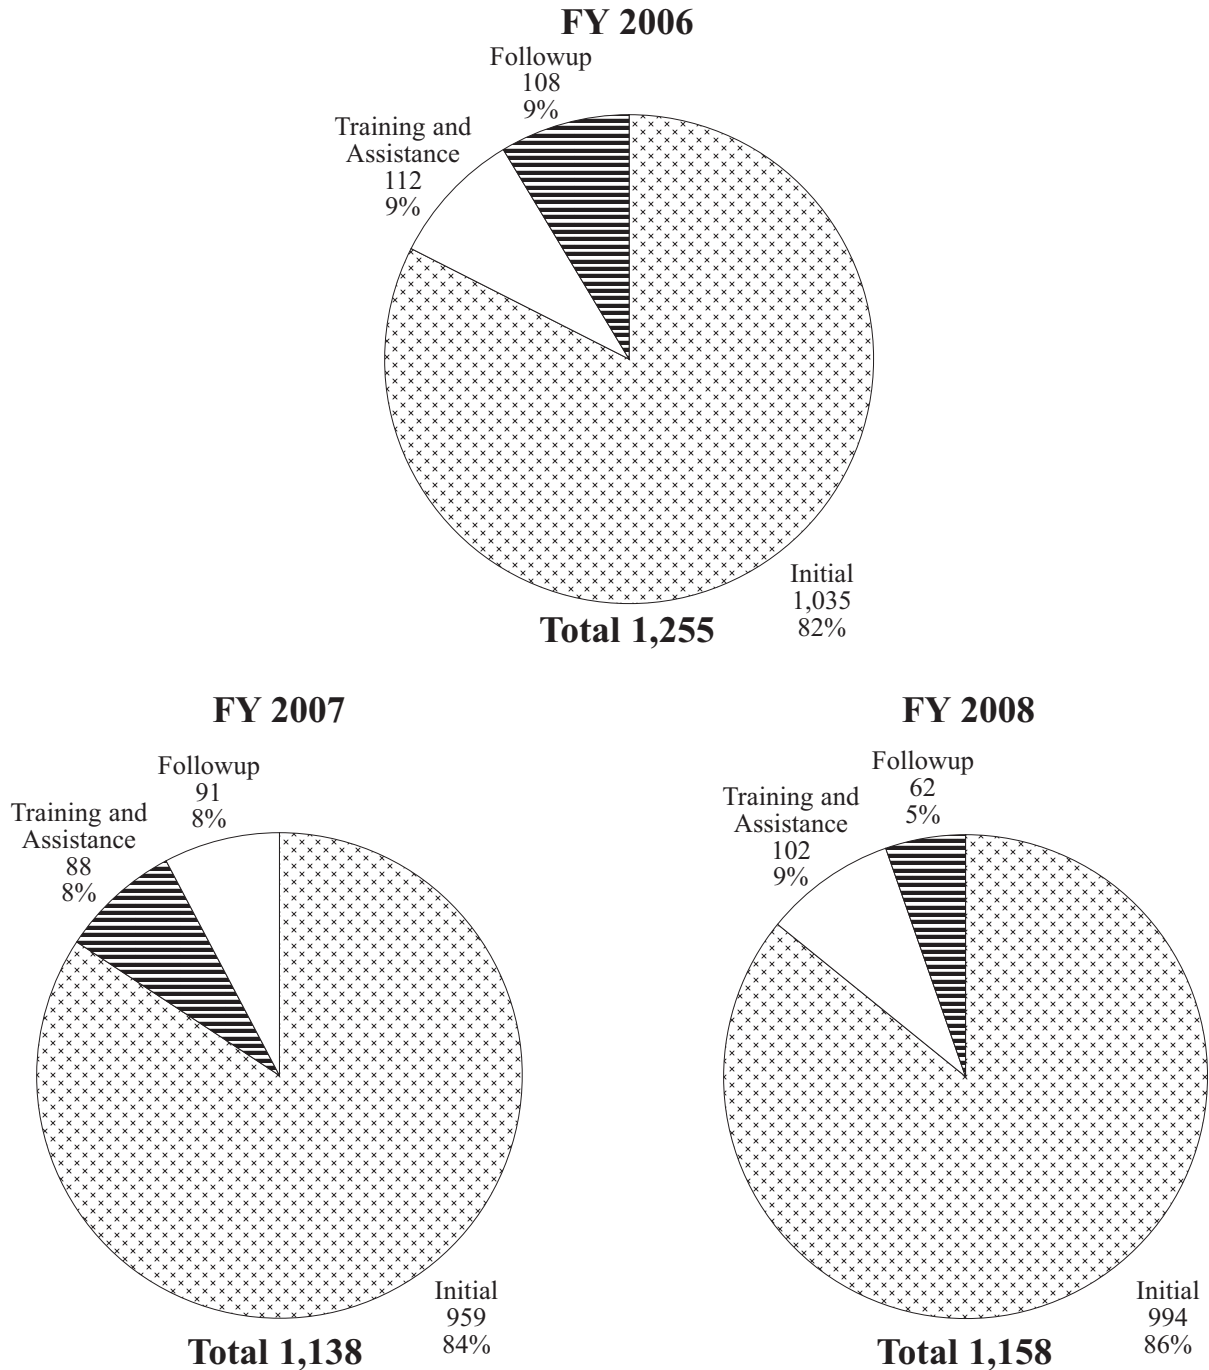 FY 2006
Followup
108
9%
Training and
Assistance
112
9%
Initial
1,035
82%
Total 1,255
FY 2007
Followup
91
8%
Training and
Assistance
88
8%
Initial
959
84%
Total 1,138
FY 2008
Followup
62
5%
Training and
Assistance
102
9%
Initial
994
86%
Total 1,158